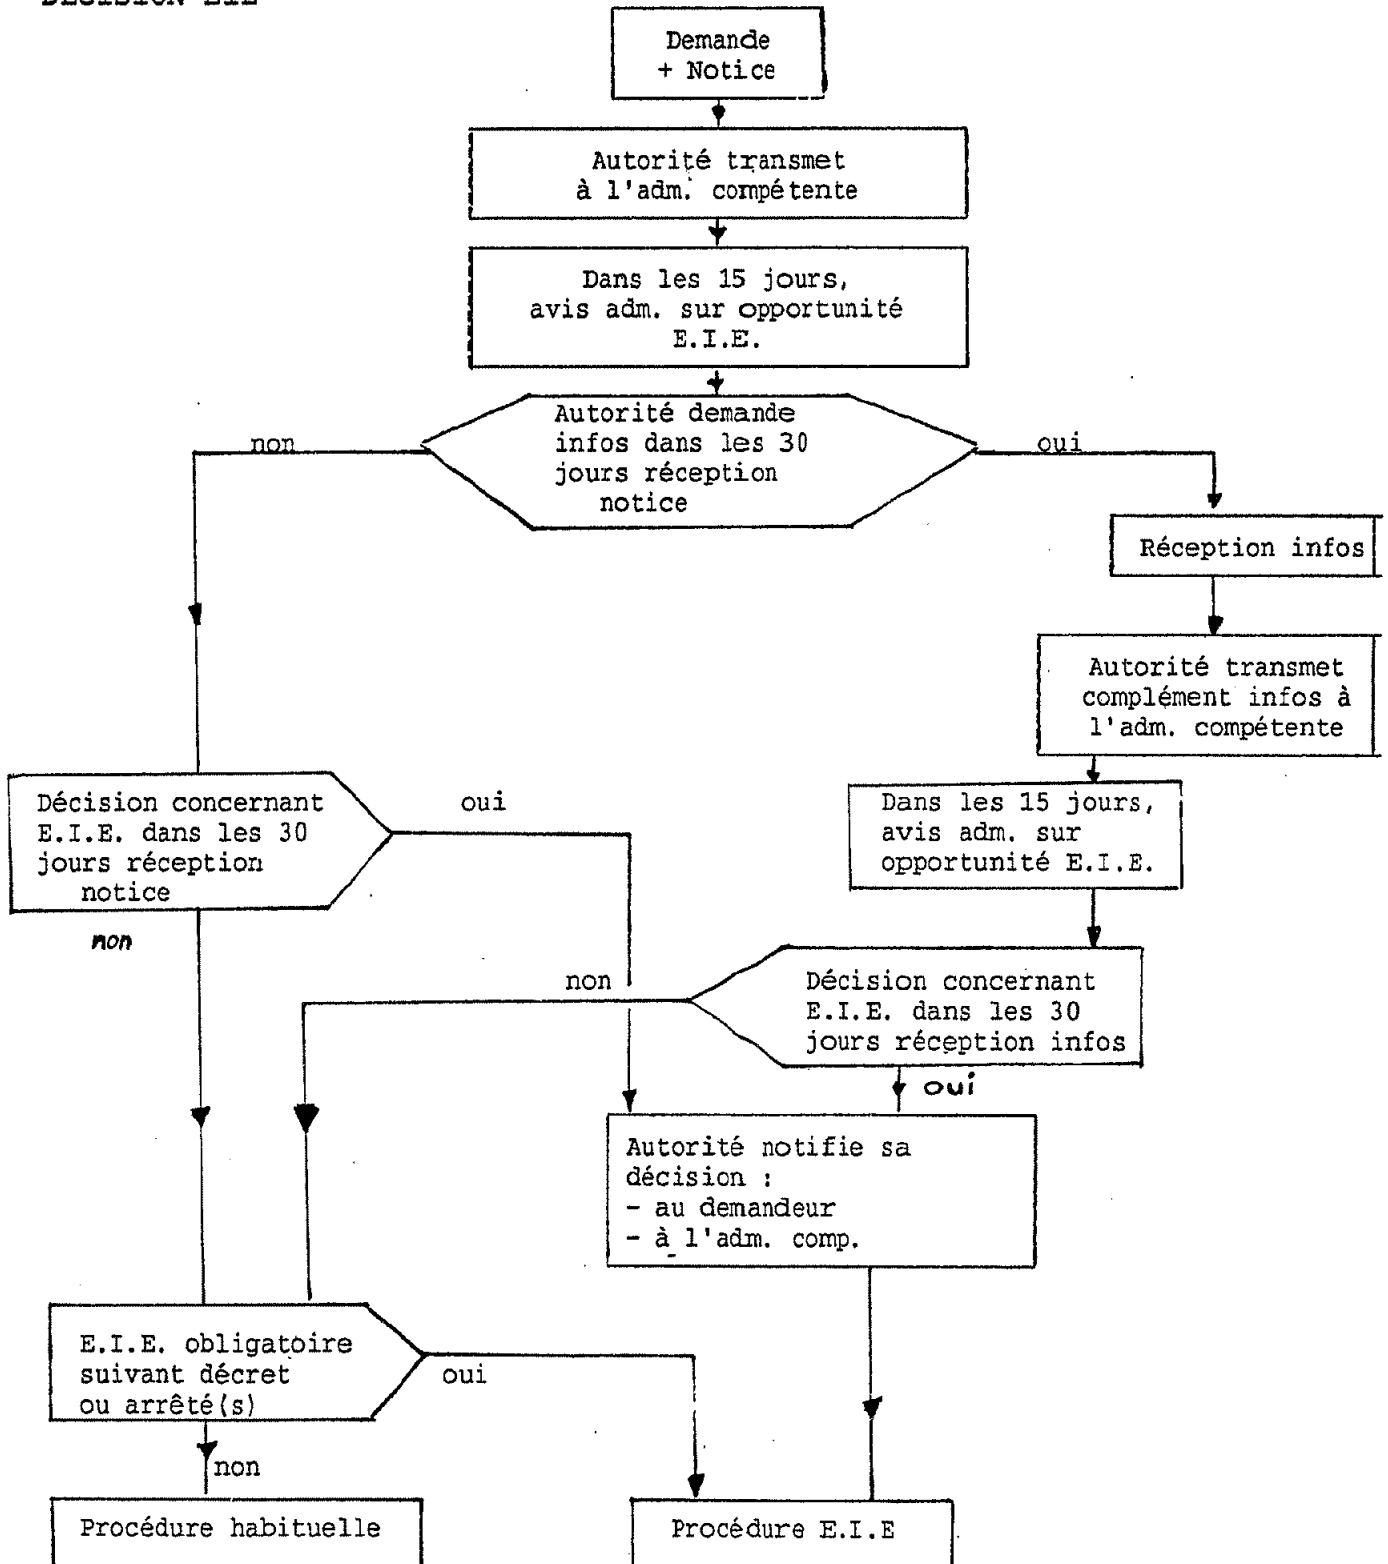 DECISION EIE
Demande
+ Notice
Autorité transmet
à l'adm. compétente
Dans les 15 jours,
avis adm. sur opportunité
E.I.E.
Autorité demande
infos dans les 30
jours réception
notice
non
oui
Réception infos
Autorité transmet
complément infos à
l'adm. compétente
Dans les 15 jours,
avis adm. sur
opportunité E.I.E.
Décision concernant
E.I.E. dans les 30
jours réception
notice
oui
non
non
Décision concernant
E.I.E. dans les 30
jours réception infos
oui
Autorité notifie sa
décision :
- au demandeur
- à l'adm. comp.
E.I.E. obligatoire
suivant décret
ou arrêté(s)
oui
non
Procédure habituelle
Procédure E.I.E